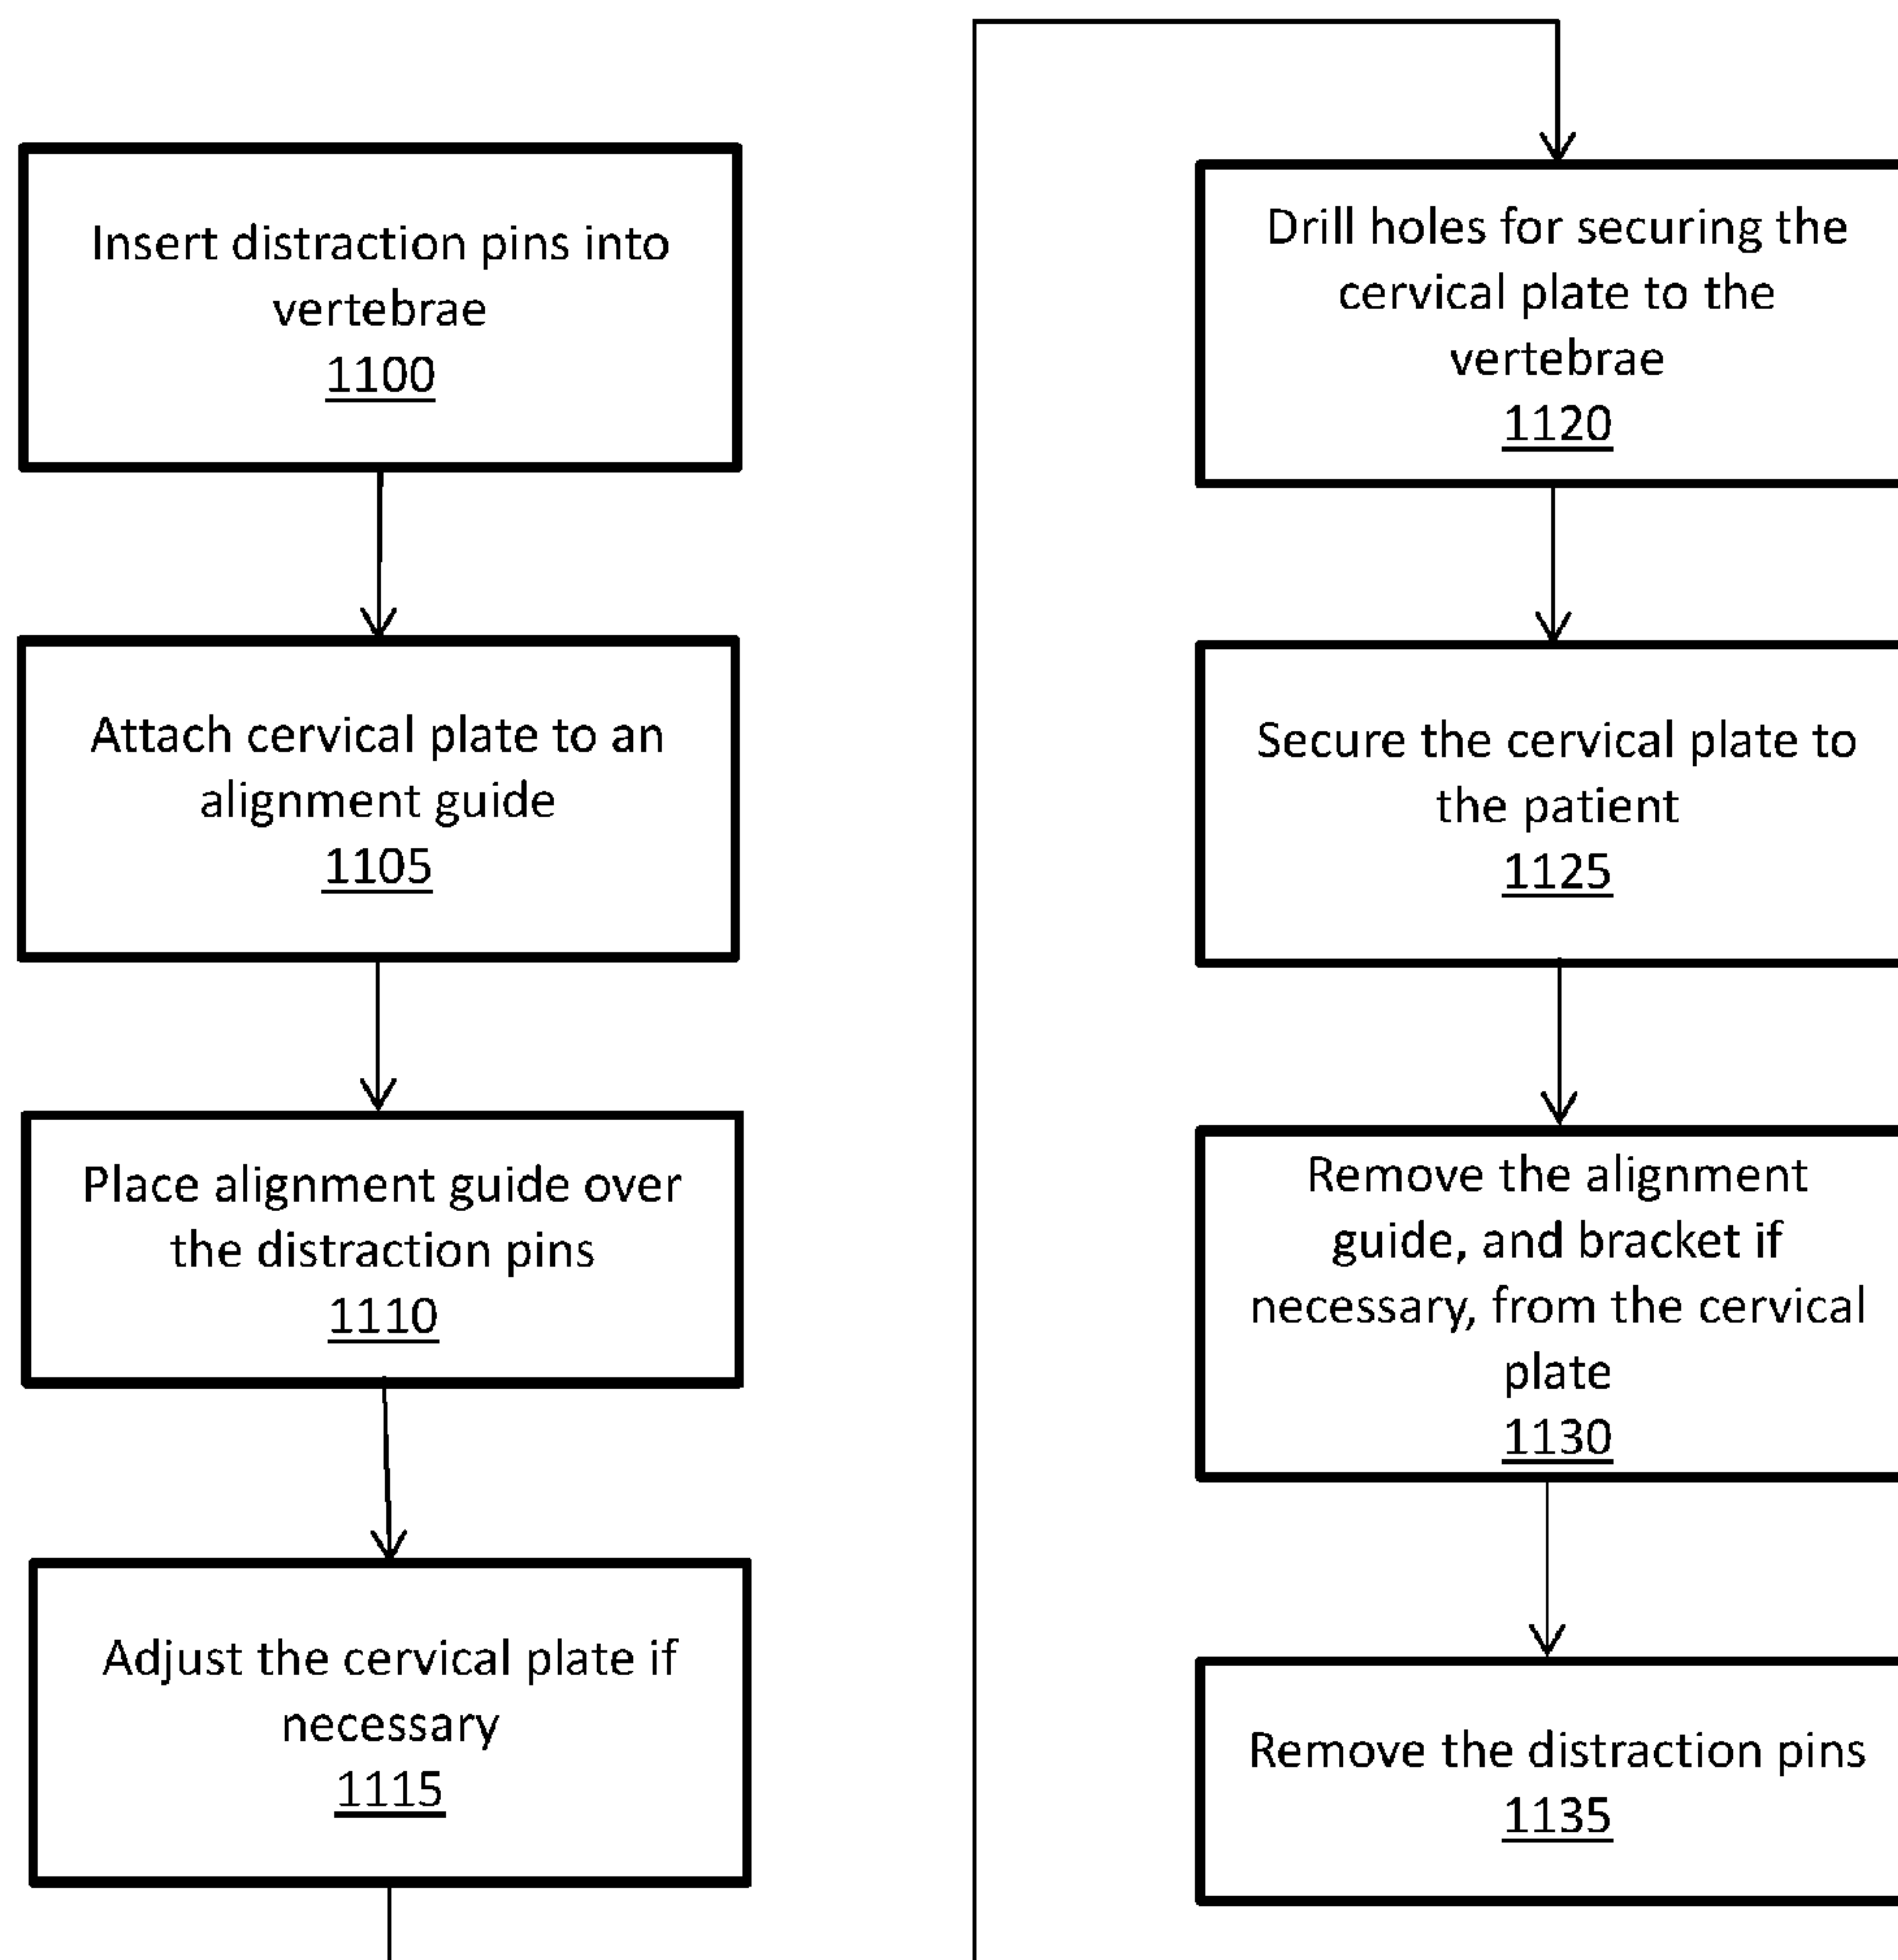 Insert distraction pins into
vertebrae
1100
Attach cervical plate to an
alignment guide
1105
Place alignment guide over
the distraction pins
1110
Adjust the cervical plate if
necessary
1115
Drill holes for securing the
cervical plate to the
vertebrae
1120
Secure the cervical plate to
the patient
1125
Remove the alignment
guide, and bracket if
necessary, from the cervical
plate
1130
Remove the distraction pins
1135